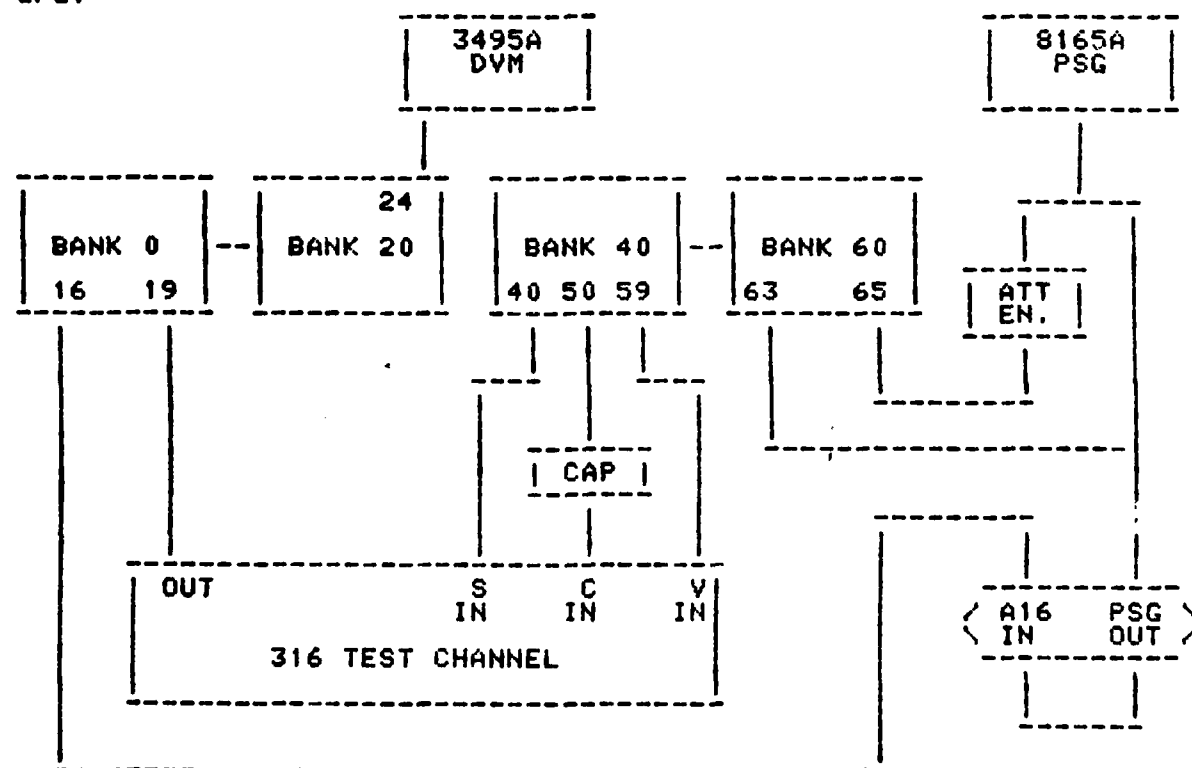 3495A 8165A
DVM PSG
24
BANK 0 BANK 20 BANK 40 BANK 60
16 19 40 50 59 63 65
ATT
EN.
CAP
OUT S C V
IN IN IN
A16 PSG
IN OUT
316 TEST CHANNEL